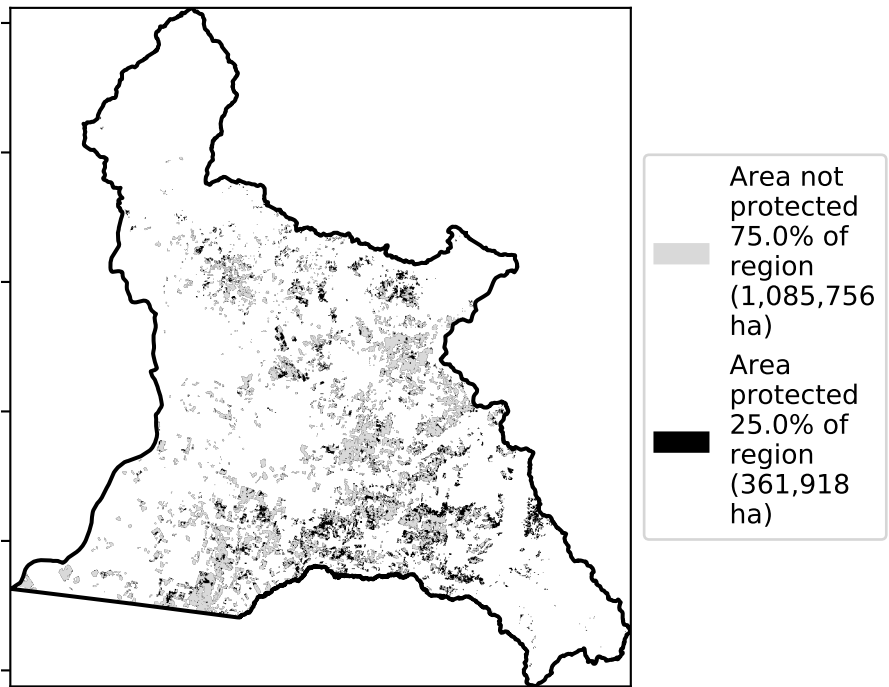 Area not
protected
75.0% of
region
(1,085,756
ha)
Area
protected
25.0% of
region
(361,918
ha)